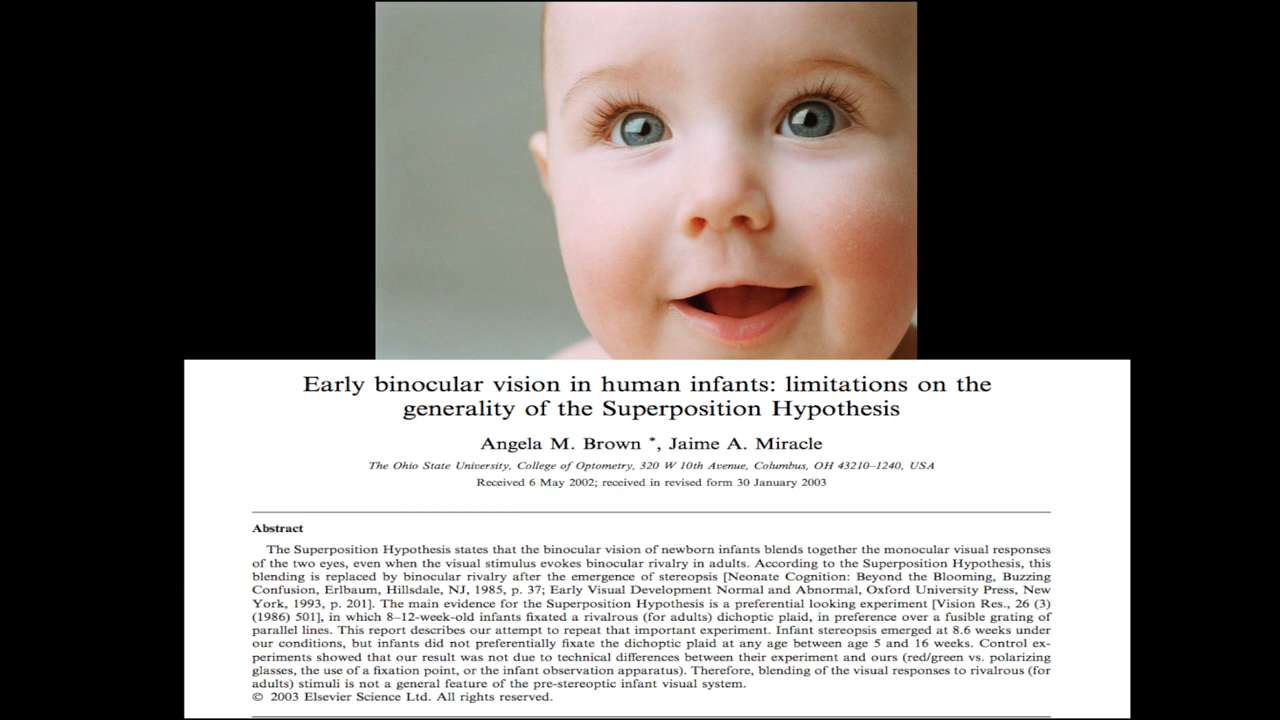 Early binocular vision in human infants: limitations on the
generality of the Superposition Hypothesis
Angela M. Brown *, Jaime A. Miracle
The Ohio State University, College of Optometry, 320 W 10th Avenue, Columbus, OH 43210–1240, USA
Received 6 May 2002; received in revised form 30 January 2003
Abstract
The Superposition Hypothesis states that the binocular vision of newborn infants blends together the monocular visual responses
of the two eyes, even when the visual stimulus evokes binocular rivalry in adults. According to the Superposition Hypothesis, this
blending is replaced by binocular rivalry after the emergence of stereopsis [Neonate Cognition: Beyond the Blooming, Buzzing
Confusion, Erlbaum, Hillsdale, NJ, 1985, p. 37; Early Visual Development Normal and Abnormal, Oxford University Press, New
York, 1993, p. 201]. The main evidence for the Superposition Hypothesis is a preferential looking experiment [Vision Res., 26 (3)
(1986) 501], in which 8–12-week-old infants fixated a rivalrous (for adults) dichoptic plaid, in preference over a fusible grating of
parallel lines. This report describes our attempt to repeat that important experiment. Infant stereopsis emerged at 8.6 weeks under
our conditions, but infants did not preferentially fixate the dichoptic plaid at any age between age 5 and 16 weeks. Control ex-
periments showed that our result was not due to technical differences between their experiment and ours (red/green vs. polarizing
glasses, the use of a fixation point, or the infant observation apparatus). Therefore, blending of the visual responses to rivalrous (for
adults) stimuli is not a general feature of the pre-stereoptic infant visual system.
© 2003 Elsevier Science Ltd. All rights reserved.